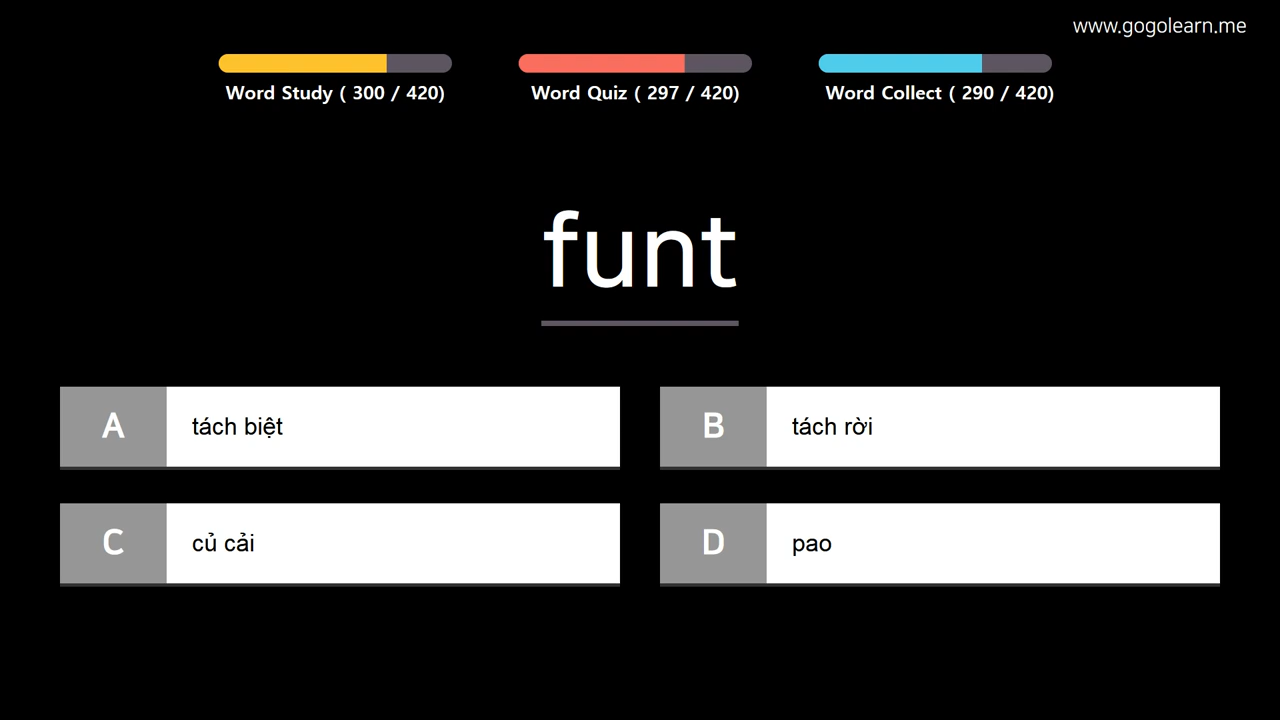 www.gogolearn.me
Word Study ( 300 / 420)
Word Quiz ( 297 / 420)
Word Collect ( 290 / 420)
funt
A
tách biệt
B
tách rời
C
củ cải
D
pao